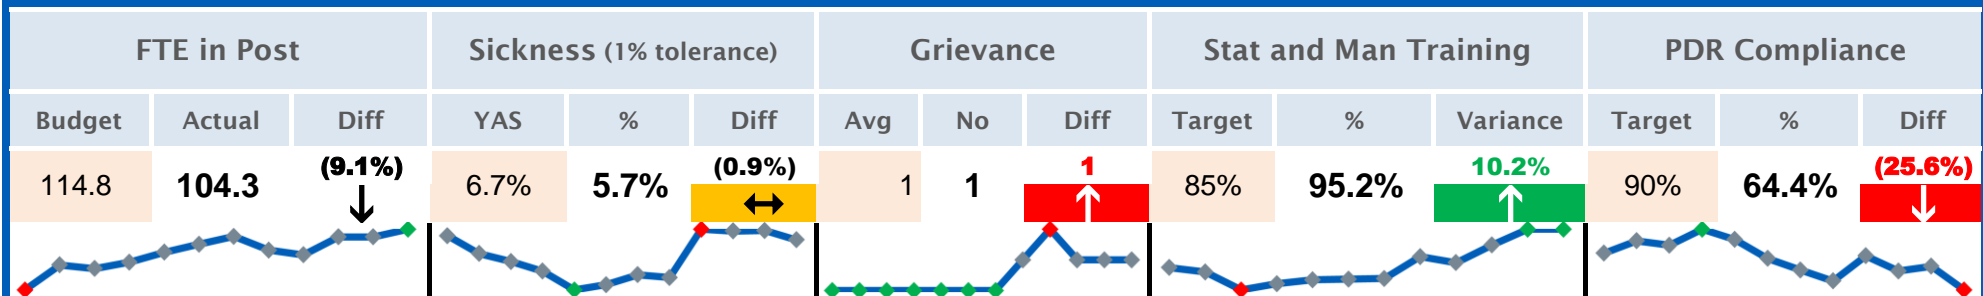 FTE in Post Sickness (1% tolerance) Grievance Stat and Man Training PDR Compliance
Budget Actual Diff YAS % Diff Avg No Diff Target % Variance Target % Diff
114.8 104.3 (9.1%) 6.7% 5.7% (0.9%) 1 1 1 85% 95.2% 10.2% 90% 64.4% (25.6%)